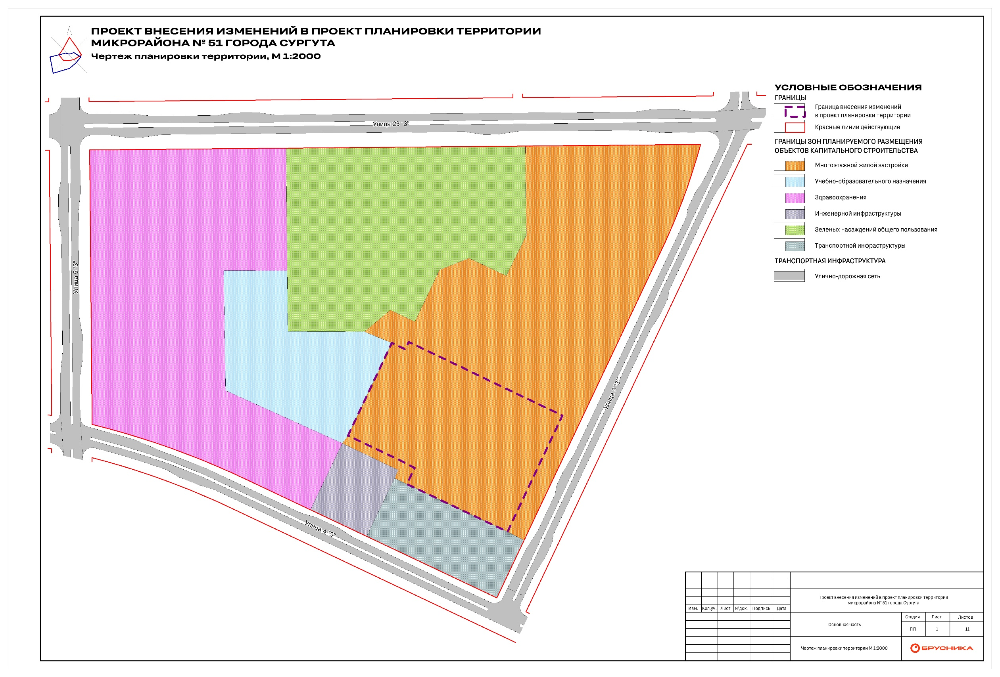 ПРОЕКТ ВНЕСЕНИЯ ИЗМЕНЕНИЙ В ПРОЕКТ ПЛАНИРОВКИ ТЕРРИТОРИИ
МИКРОРАЙОНА № 51 ГОРОДА СУРГУТА
Чертеж планировки территории, М 1:2000
УСЛОВНЫЕ ОБОЗНАЧЕНИЯ
ГРАНИЦЫ
Граница внесения изменений
в проект планировки территории
Красные линии действующие
ГРАНИЦЫ ЗОН ПЛАНИРУЕМОГО РАЗМЕЩЕНИЯ
ОБЪЕКТОВ КАПИТАЛЬНОГО СТРОИТЕЛЬСТВА
Многоэтажной жилой застройки
Учебно-образовательного назначения
Здравоохранения
Инженерной инфраструктуры
Зеленых насаждений общего пользования
Транспортной инфраструктуры
ТРАНСПОРТНАЯ ИНФРАСТРУКТУРА
Улично-дорожная сеть
Улица 23 "З"
Улица 5 "З"
Улица 3 "З"
Улица 4 "З"
Проект внесения изменений в проект планировки территории
микрорайона N° 51 города Сургута
Изм. Кол.уч. Лист N°док. Подпись Дата
Основная часть
Стадия Лист Листов
ПП 1 11
Чертеж планировки территории М 1:2000
БРУСНИКА